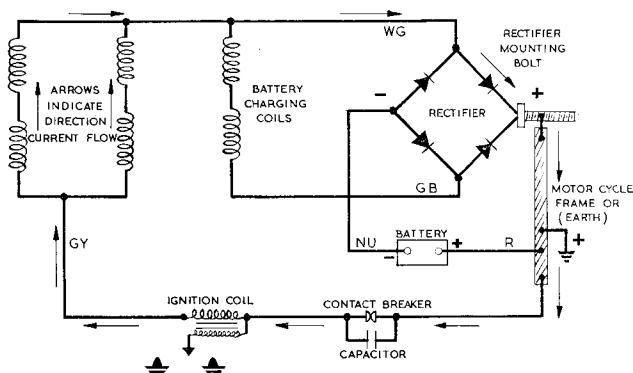 WG
RECTIFIER
MOUNTING
BOLT
ARROWS
INDICATE
DIRECTION
CURRENT FLOW
BATTERY
CHARGING
COILS
-
RECTIFIER
+
GB
MOTOR CYCLE
FRAME OR
(EARTH)
GY
NU
BATTERY
-
+
R
+
IGNITION COIL
CONTACT BREAKER
CAPACITOR